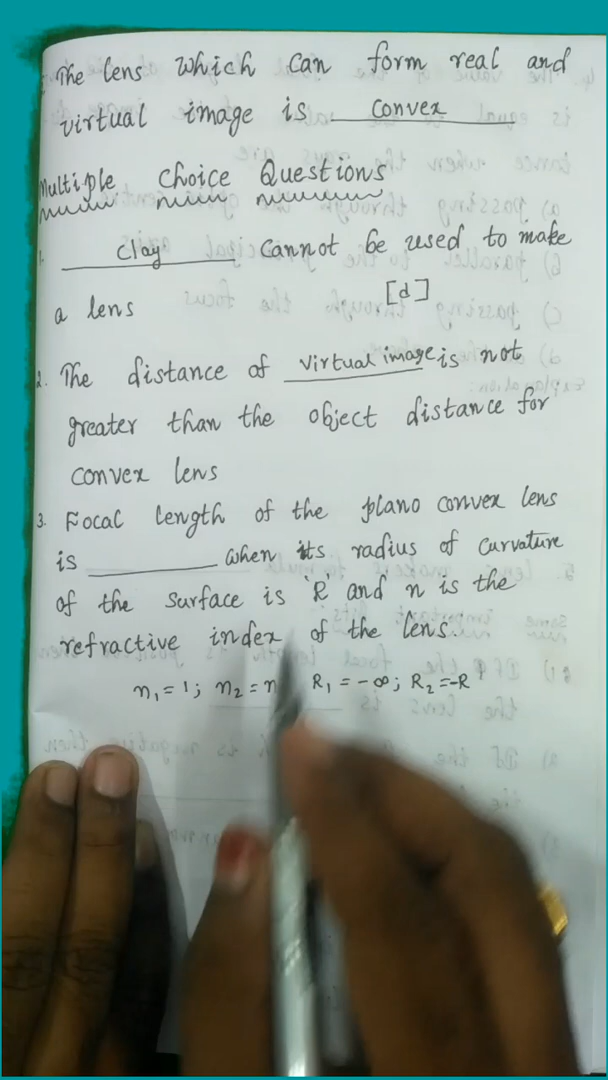 The lens which can form real and
virtual image is convex
Multiple Choice Questions
1. Clay cannot be used to make
a lens [d]
2. The distance of virtual image is not
greater than the object distance for
convex lens
3. Focal length of the plano convex lens
is ________ when its radius of curvature
of the surface is 'R' and n is the
refractive index of the lens.
n₁ = 1; n₂ = n R₁ = -∞; R₂ = -R